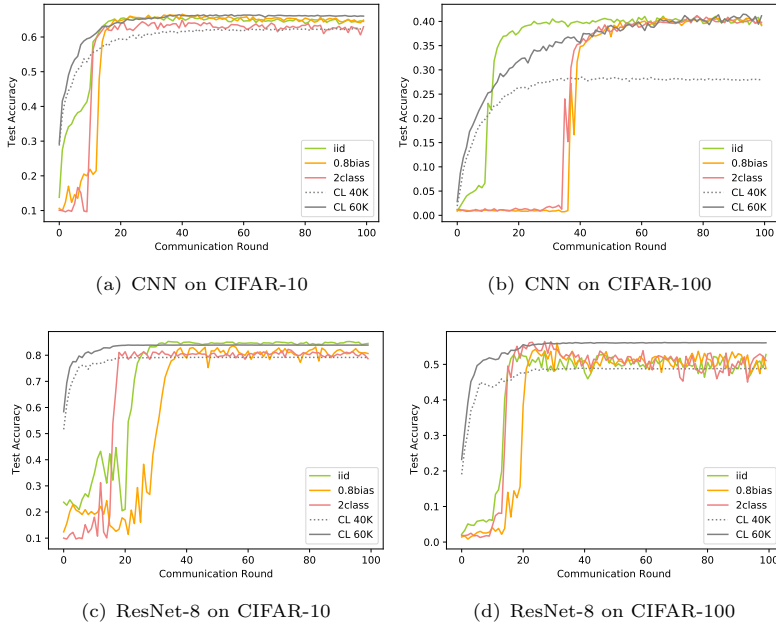 0.6
0.5
0.4
0.3
0.2
0.1
Test Accuracy
0
20
40
60
80
100
Communication Round
iid
0.8bias
2class
CL 40K
CL 60K
(a) CNN on CIFAR-10
0.40
0.35
0.30
0.25
0.20
0.15
0.10
0.05
0.00
Test Accuracy
0
20
40
60
80
100
Communication Round
iid
0.8bias
2class
CL 40K
CL 60K
(b) CNN on CIFAR-100
0.8
0.7
0.6
0.5
0.4
0.3
0.2
0.1
Test Accuracy
0
20
40
60
80
100
Communication Round
iid
0.8bias
2class
CL 40K
CL 60K
(c) ResNet-8 on CIFAR-10
0.5
0.4
0.3
0.2
0.1
0.0
Test Accuracy
0
20
40
60
80
100
Communication Round
iid
0.8bias
2class
CL 40K
CL 60K
(d) ResNet-8 on CIFAR-100